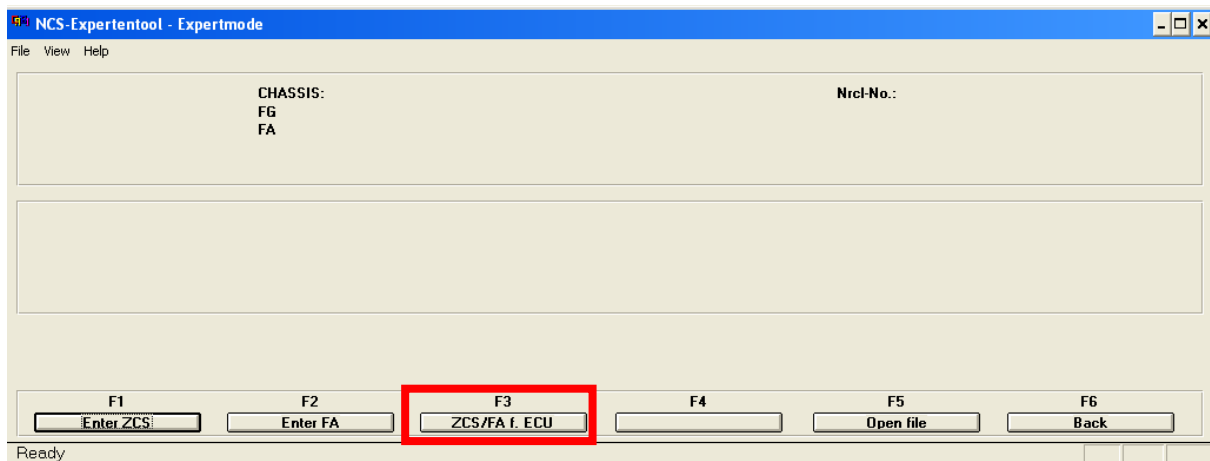 NCS-Expertentool - Expertmode
File View Help
CHASSIS: Nrcl-No.:
FG
FA
F1 F2 F3 F4 F5 F6
Enter ZCS Enter FA ZCS/FA f. ECU Open file Back
Ready